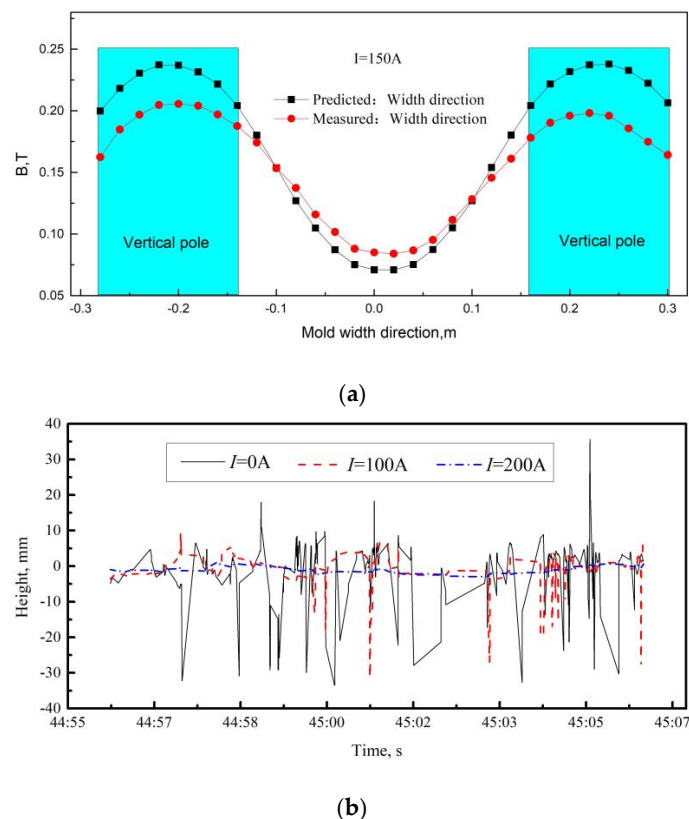 I=150A
Predicted：Width direction
Measured：Width direction
B,T
0.25
0.20
0.15
0.10
0.05
Vertical pole
Vertical pole
-0.3 -0.2 -0.1 0.0 0.1 0.2 0.3
Mold width direction,m
(a)
I=0A I=100A I=200A
Height, mm
40
30
20
10
0
-10
-20
-30
-40
44:55 44:57 44:58 45:00 45:02 45:03 45:05 45:07
Time, s
(b)